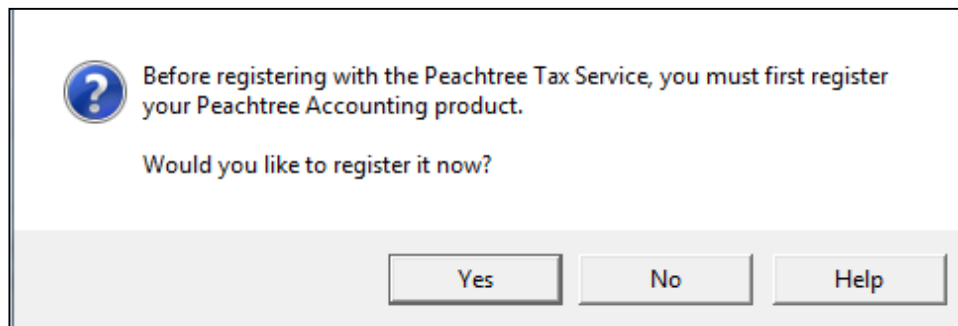 Before registering with the Peachtree Tax Service, you must first register
your Peachtree Accounting product.
Would you like to register it now?
Yes No Help